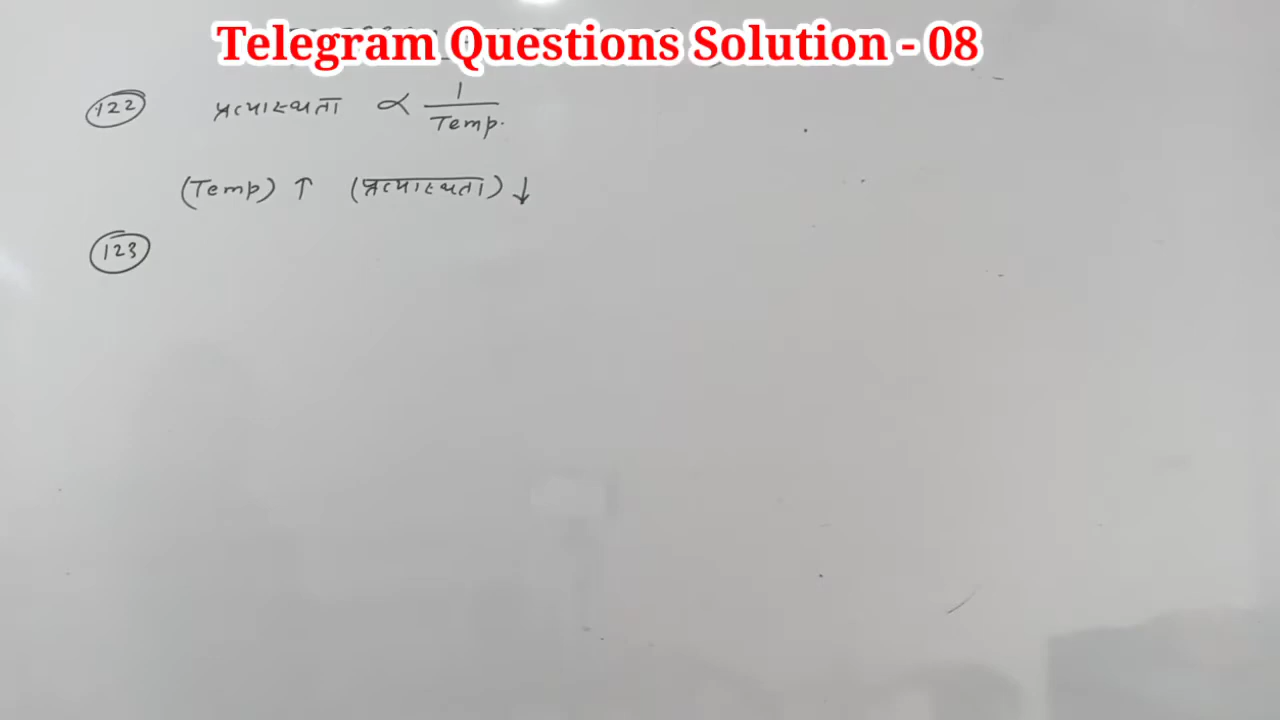 Telegram Questions Solution - 08
122 प्रत्यास्थता ∝ 1/Temp.
(Temp) ↑ (प्रत्यास्थता) ↓
123